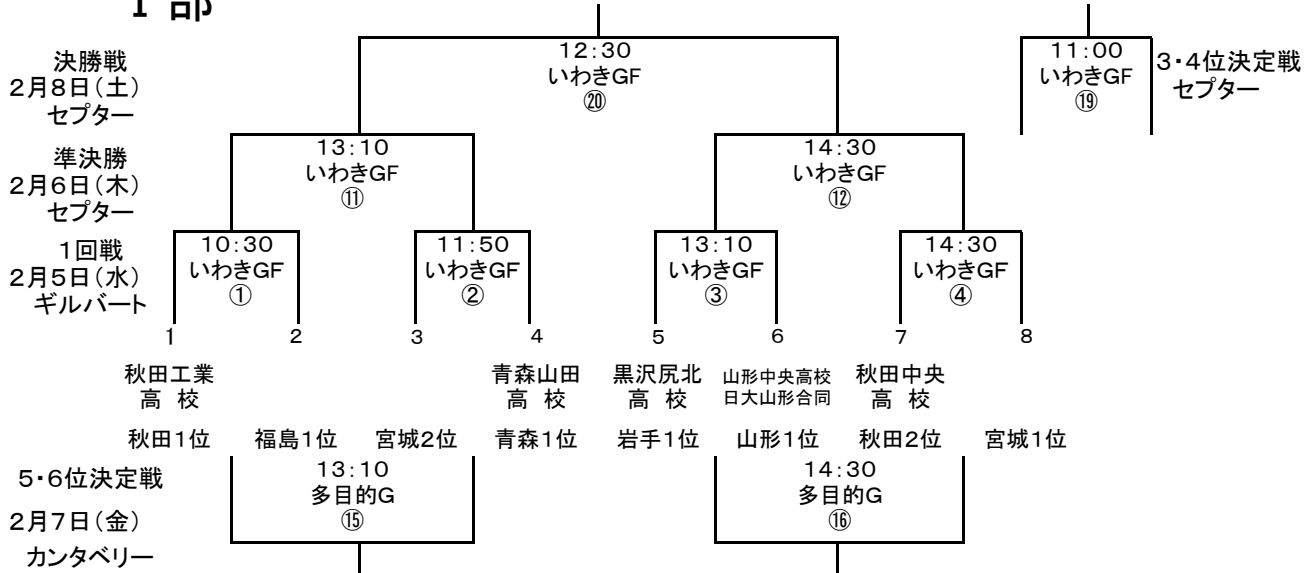 Ⅰ 部
決勝戦
2月8日(土)
セプター
12:30
いわきGF
⑳
11:00
いわきGF
⑲
3・4位決定戦
セプター
準決勝
2月6日(木)
セプター
13:10
いわきGF
⑪
14:30
いわきGF
⑫
1回戦
2月5日(水)
ギルバート
10:30
いわきGF
①
11:50
いわきGF
②
13:10
いわきGF
③
14:30
いわきGF
④
1 2 3 4 5 6 7 8
秋田工業
高 校
青森山田
高 校
黒沢尻北
高 校
山形中央高校
日大山形合同
秋田中央
高 校
秋田1位 福島1位 宮城2位 青森1位 岩手1位 山形1位 秋田2位 宮城1位
5・6位決定戦
2月7日(金)
カンタベリー
13:10
多目的G
⑮
14:30
多目的G
⑯